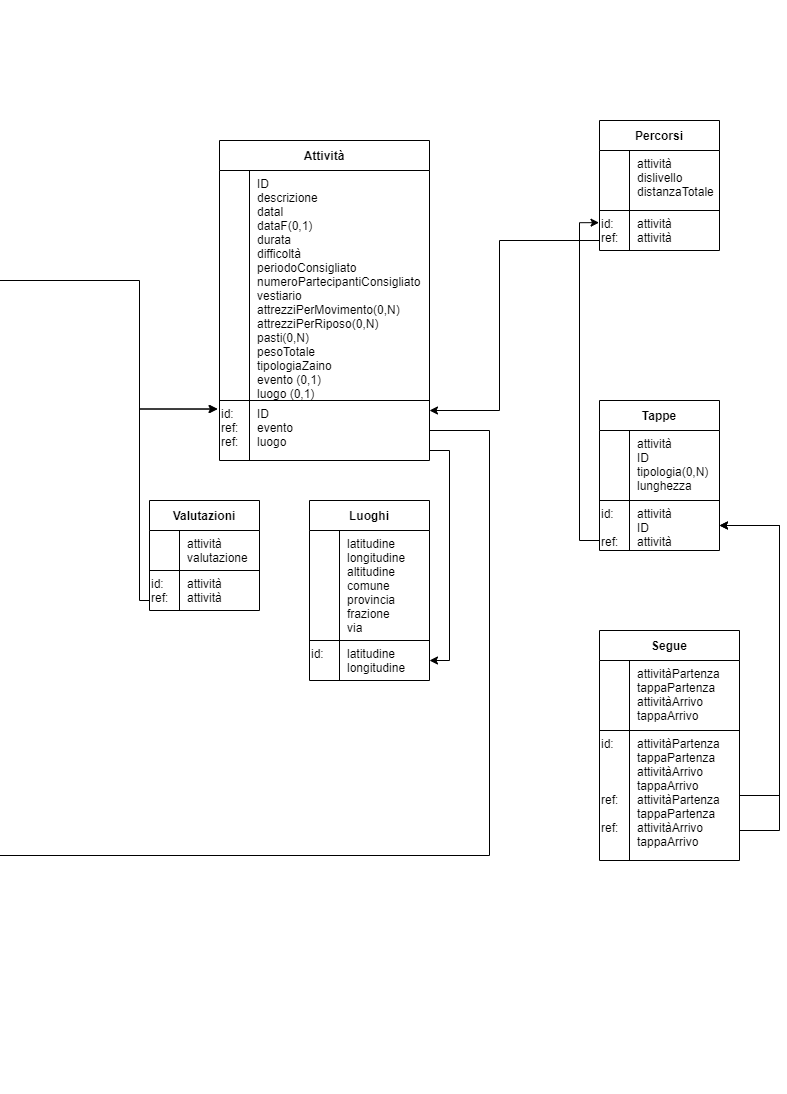 Attività
ID
descrizione
dataI
dataF(0,1)
durata
difficoltà
periodoConsigliato
numeroPartecipantiConsigliato
vestiario
attrezziPerMovimento(0,N)
attrezziPerRiposo(0,N)
pasti(0,N)
pesoTotale
tipologiaZaino
evento (0,1)
luogo (0,1)
id: ID
ref: evento
ref: luogo
Percorsi
attività
dislivello
distanzaTotale
id: attività
ref: attività
Tappe
attività
ID
tipologia(0,N)
lunghezza
id: attività
ID
ref: attività
Valutazioni
attività
valutazione
id: attività
ref: attività
Luoghi
latitudine
longitudine
altitudine
comune
provincia
frazione
via
id: latitudine
longitudine
Segue
attivitàPartenza
tappaPartenza
attivitàArrivo
tappaArrivo
id: attivitàPartenza
tappaPartenza
attivitàArrivo
tappaArrivo
ref: attivitàPartenza
tappaPartenza
ref: attivitàArrivo
tappaArrivo